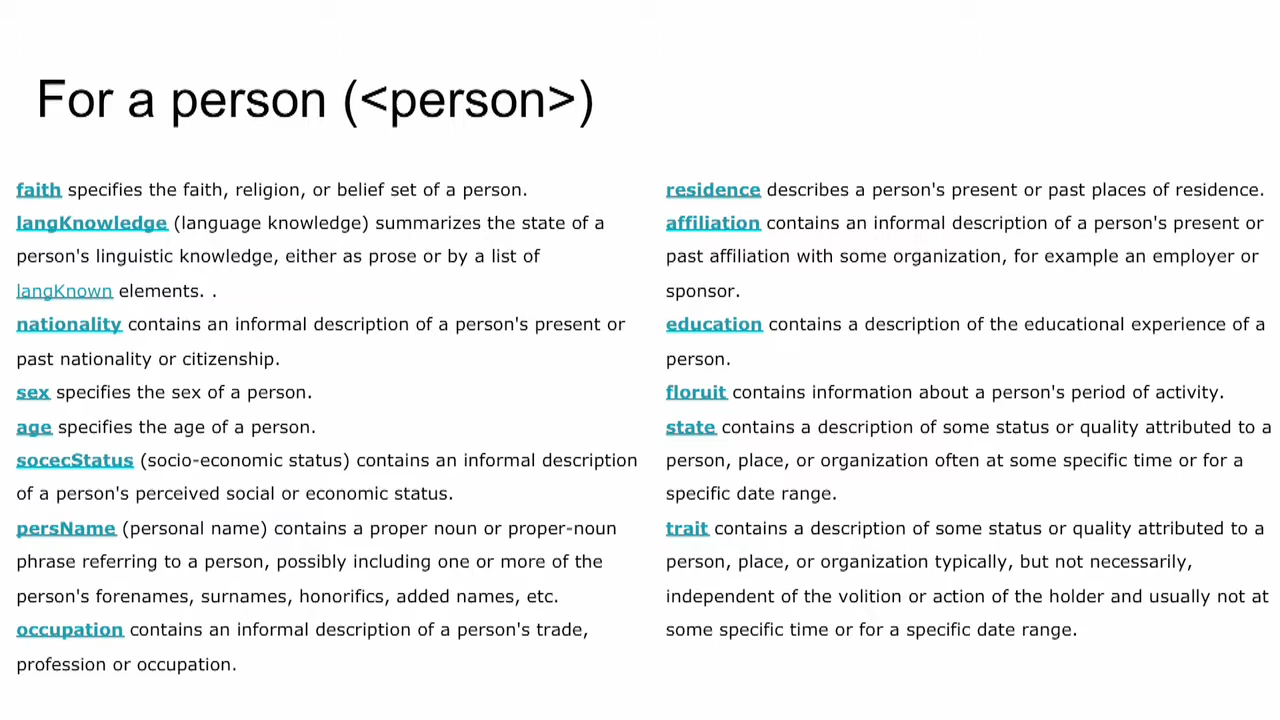 For a person (<person>)
faith specifies the faith, religion, or belief set of a person.
langKnowledge (language knowledge) summarizes the state of a
person's linguistic knowledge, either as prose or by a list of
langKnown elements. .
nationality contains an informal description of a person's present or
past nationality or citizenship.
sex specifies the sex of a person.
age specifies the age of a person.
socecStatus (socio-economic status) contains an informal description
of a person's perceived social or economic status.
persName (personal name) contains a proper noun or proper-noun
phrase referring to a person, possibly including one or more of the
person's forenames, surnames, honorifics, added names, etc.
occupation contains an informal description of a person's trade,
profession or occupation.
residence describes a person's present or past places of residence.
affiliation contains an informal description of a person's present or
past affiliation with some organization, for example an employer or
sponsor.
education contains a description of the educational experience of a
person.
floruit contains information about a person's period of activity.
state contains a description of some status or quality attributed to a
person, place, or organization often at some specific time or for a
specific date range.
trait contains a description of some status or quality attributed to a
person, place, or organization typically, but not necessarily,
independent of the volition or action of the holder and usually not at
some specific time or for a specific date range.